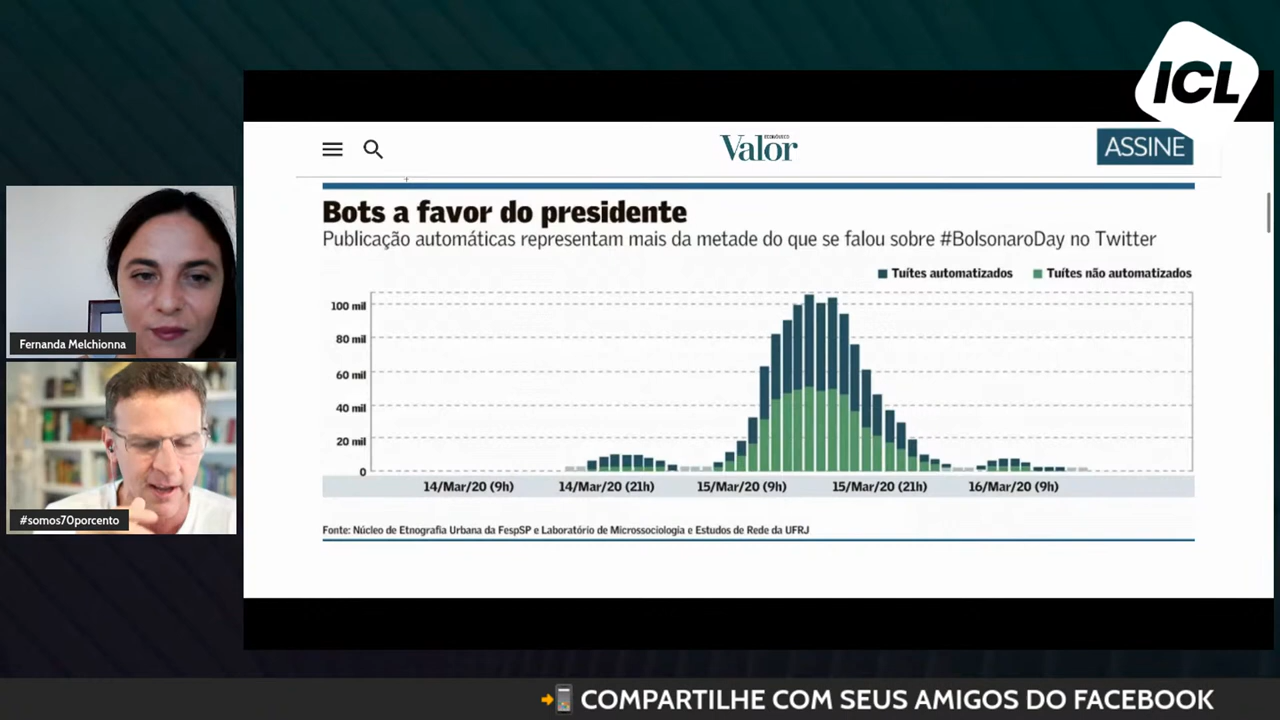 ICL
ECONÔMICO
Valor
ASSINE
Bots a favor do presidente
Publicação automáticas representam mais da metade do que se falou sobre #BolsonaroDay no Twitter
Tuítes automatizados
Tuítes não automatizados
100 mil
80 mil
60 mil
40 mil
20 mil
0
14/Mar/20 (9h)
14/Mar/20 (21h)
15/Mar/20 (9h)
15/Mar/20 (21h)
16/Mar/20 (9h)
Fonte: Núcleo de Etnografia Urbana da FespSP e Laboratório de Microssociologia e Estudos de Rede da UFRJ
Fernanda Melchionna
#somos70porcento
COMPARTILHE COM SEUS AMIGOS DO FACEBOOK